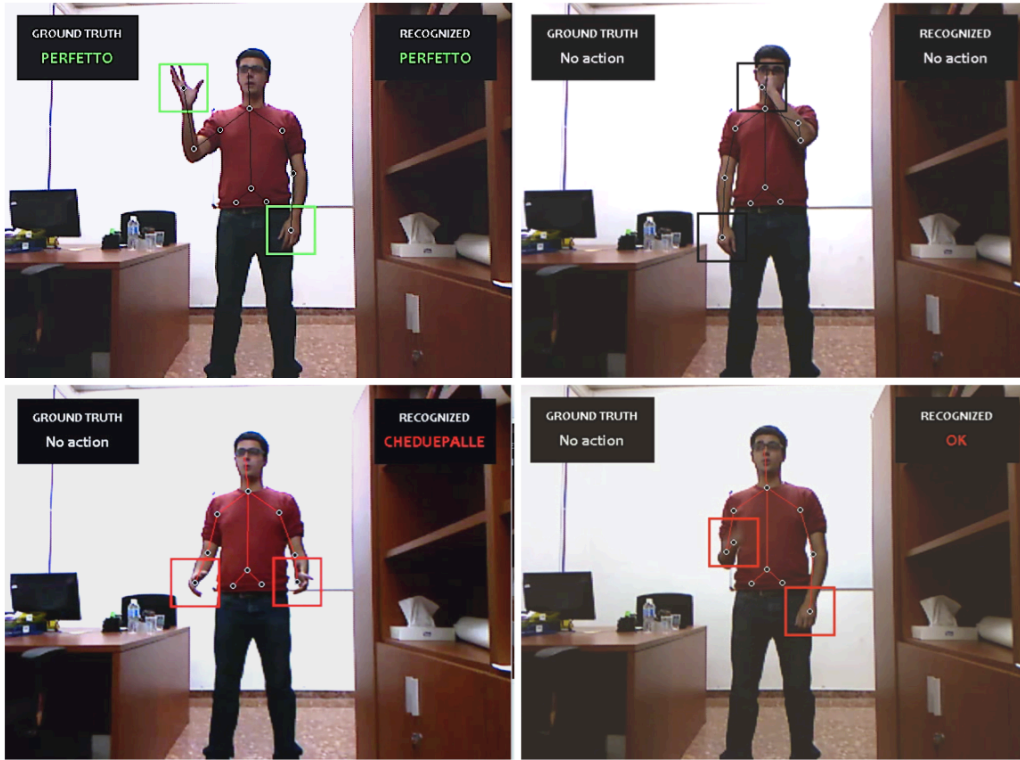 GROUND TRUTH
PERFETTO
RECOGNIZED
PERFETTO
GROUND TRUTH
No action
RECOGNIZED
No action
GROUND TRUTH
No action
RECOGNIZED
CHEDUEPALLE
GROUND TRUTH
No action
RECOGNIZED
OK